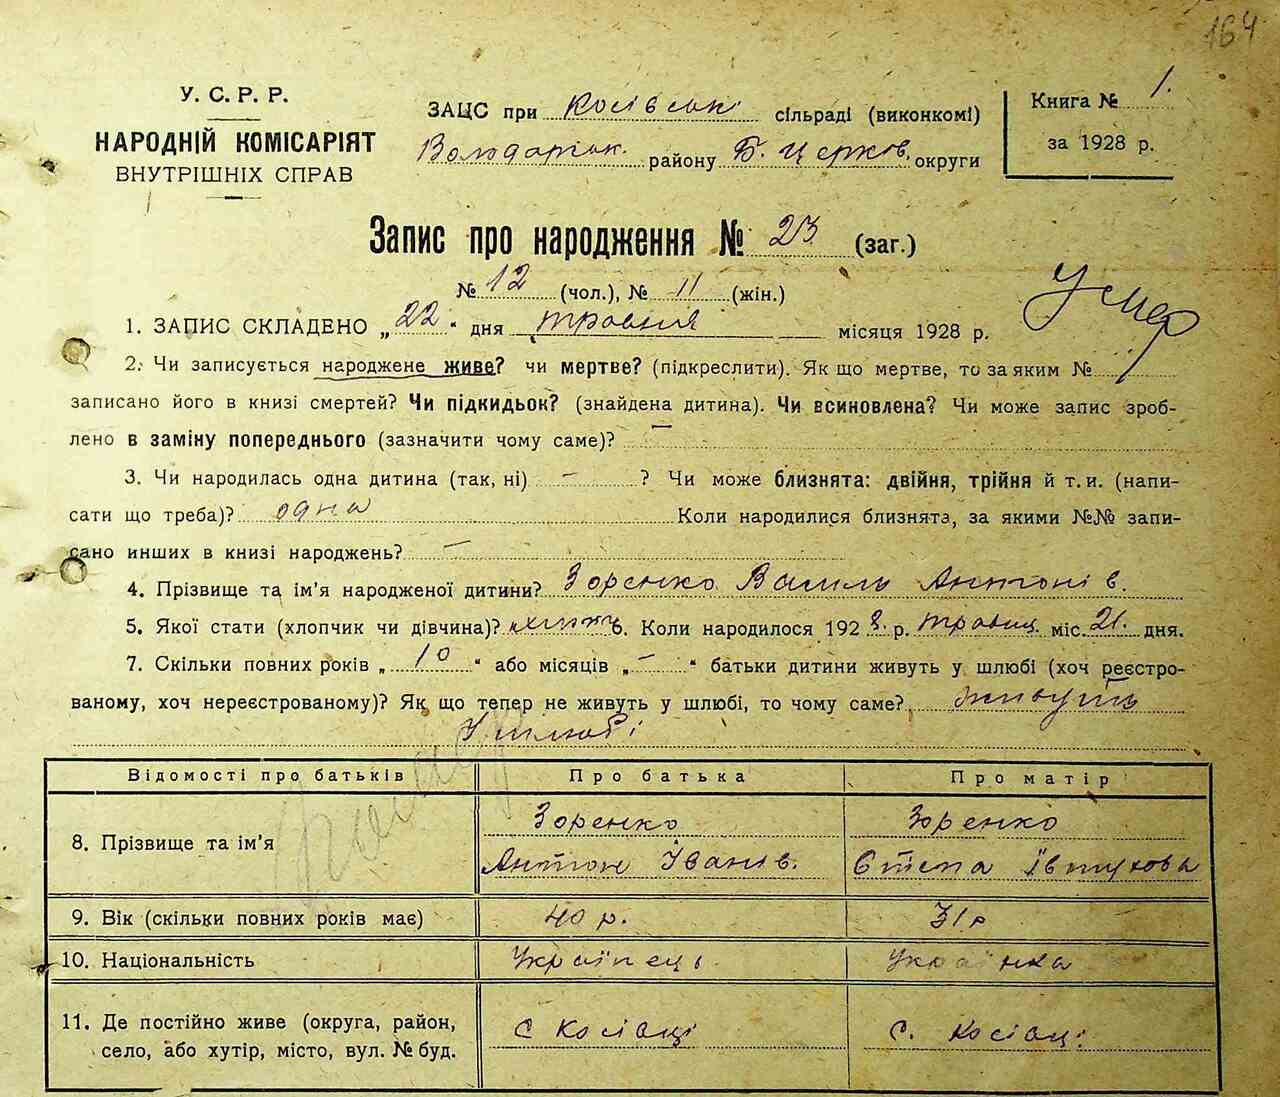 164
У. С. Р. Р.
НАРОДНІЙ КОМІСАРІЯТ
ВНУТРІШНІХ СПРАВ
ЗАЦС при Косівські сільраді (виконкомі)
Володарськ. району Б. Церков. округи
Книга № 1.
за 1928 р.
Запис про народження № 23 (заг.)
№ 12 (чол.), № 11 (жін.)
Умер
1. ЗАПИС СКЛАДЕНО „22“ дня травня місяця 1928 р.
2. Чи записується народжене живе? чи мертве? (підкреслити). Як що мертве, то за яким №
записано його в книзі смертей? Чи підкидьок? (знайдена дитина). Чи всиновлена? Чи може запис зроб-
лено в заміну попереднього (зазначити чому саме)? —
3. Чи народилась одна дитина (так, ні) — ? Чи може близнята: двійня, трійня й т. и. (напи-
сати що треба)? одна Коли народилися близнята, за якими №№ запи-
сано инших в книзі народжень? —
4. Прізвище та ім'я народженої дитини? Зоренко Василь Антонів.
5. Якої стати (хлопчик чи дівчина)? 6. Коли народилося 1928 р. травня міс. 21. дня.
7. Скільки повних років „10“ або місяців „—“ батьки дитини живуть у шлюбі (хоч реєстро-
ваному, хоч нереєстрованому)? Як що тепер не живуть у шлюбі, то чому саме? живуть
У шлюбі
Відомості про батьків Про батька Про матір
8. Прізвище та ім'я Зоренко Антон Іванів. Зоренко Євтухова
9. Вік (скільки повних років має) 40 р. 31 р
10. Національність Українець Українка
11. Де постійно живе (округа, район,
село, або хутір, місто, вул. № буд. с Косівці с. Косівці